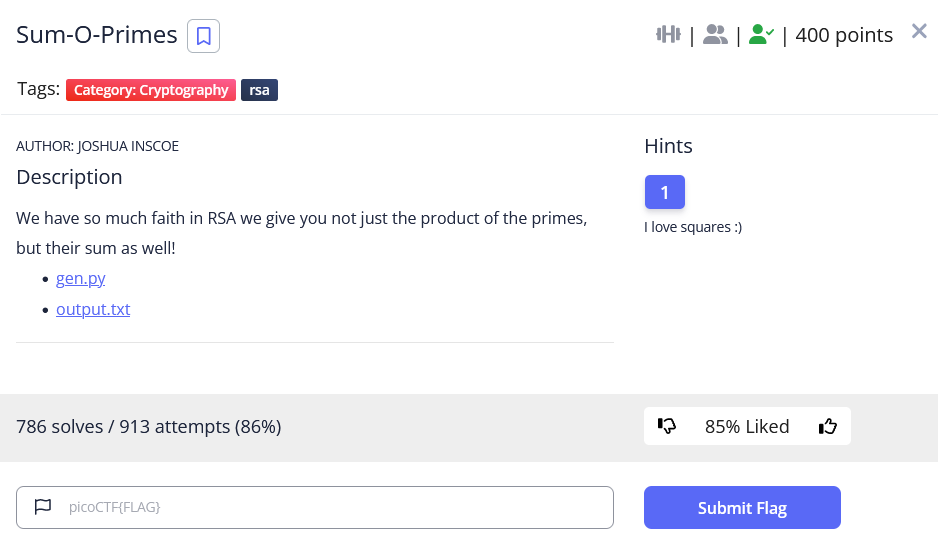 Sum-O-Primes
| | | 400 points
Tags: Category: Cryptography rsa
AUTHOR: JOSHUA INSCOE
Description
We have so much faith in RSA we give you not just the product of the primes,
but their sum as well!
• gen.py
• output.txt
Hints
1
I love squares :)
786 solves / 913 attempts (86%)
85% Liked
picoCTF{FLAG}
Submit Flag